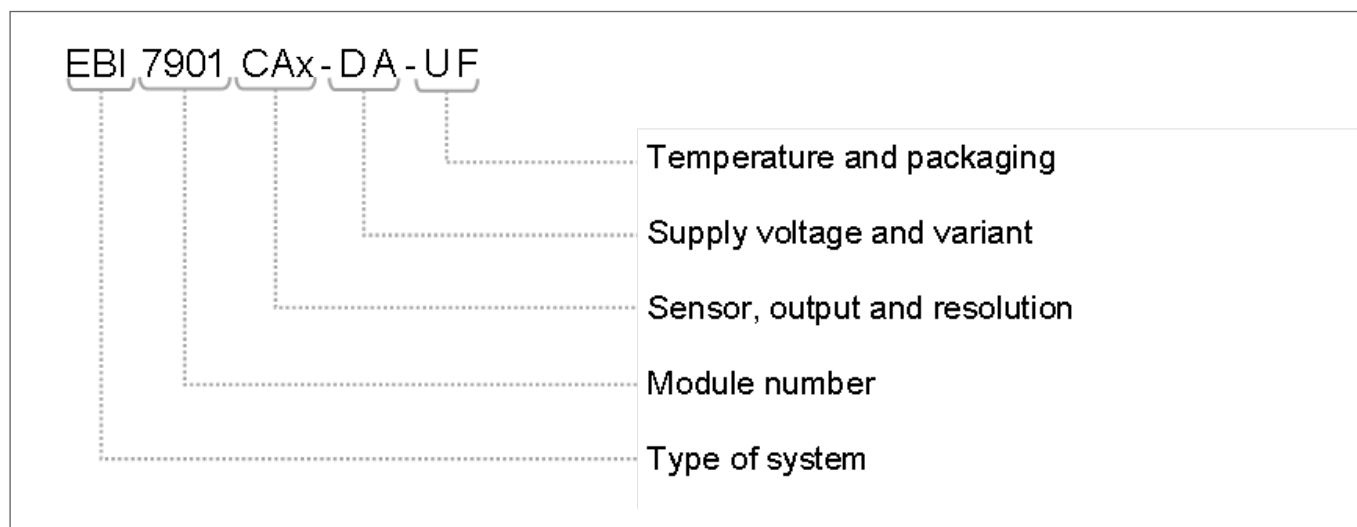 EBI 7901 CAx-DA-UF
Temperature and packaging
Supply voltage and variant
Sensor, output and resolution
Module number
Type of system